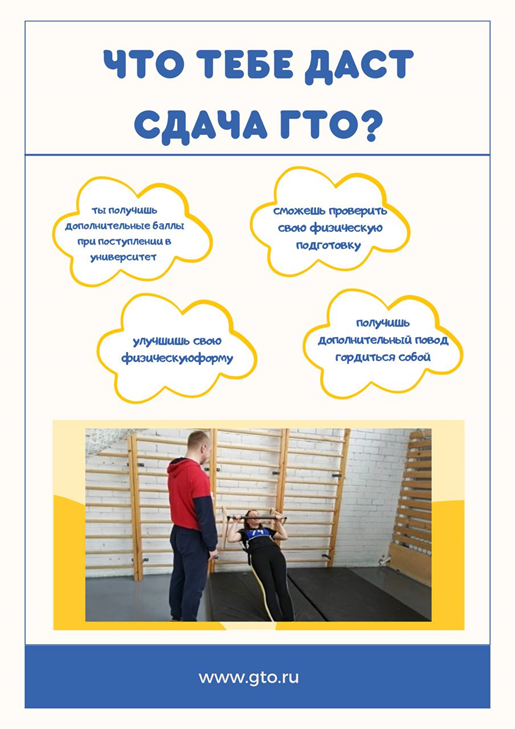 ЧТО ТЕБЕ ДАСТ
СДАЧА ГТО?
ты получишь
дополнительные баллы
при поступлении в
университет
сможешь проверить
свою физическую
подготовку
улучшишь свою
физическуюформу
получишь
дополнительный повод
гордиться собой
www.gto.ru